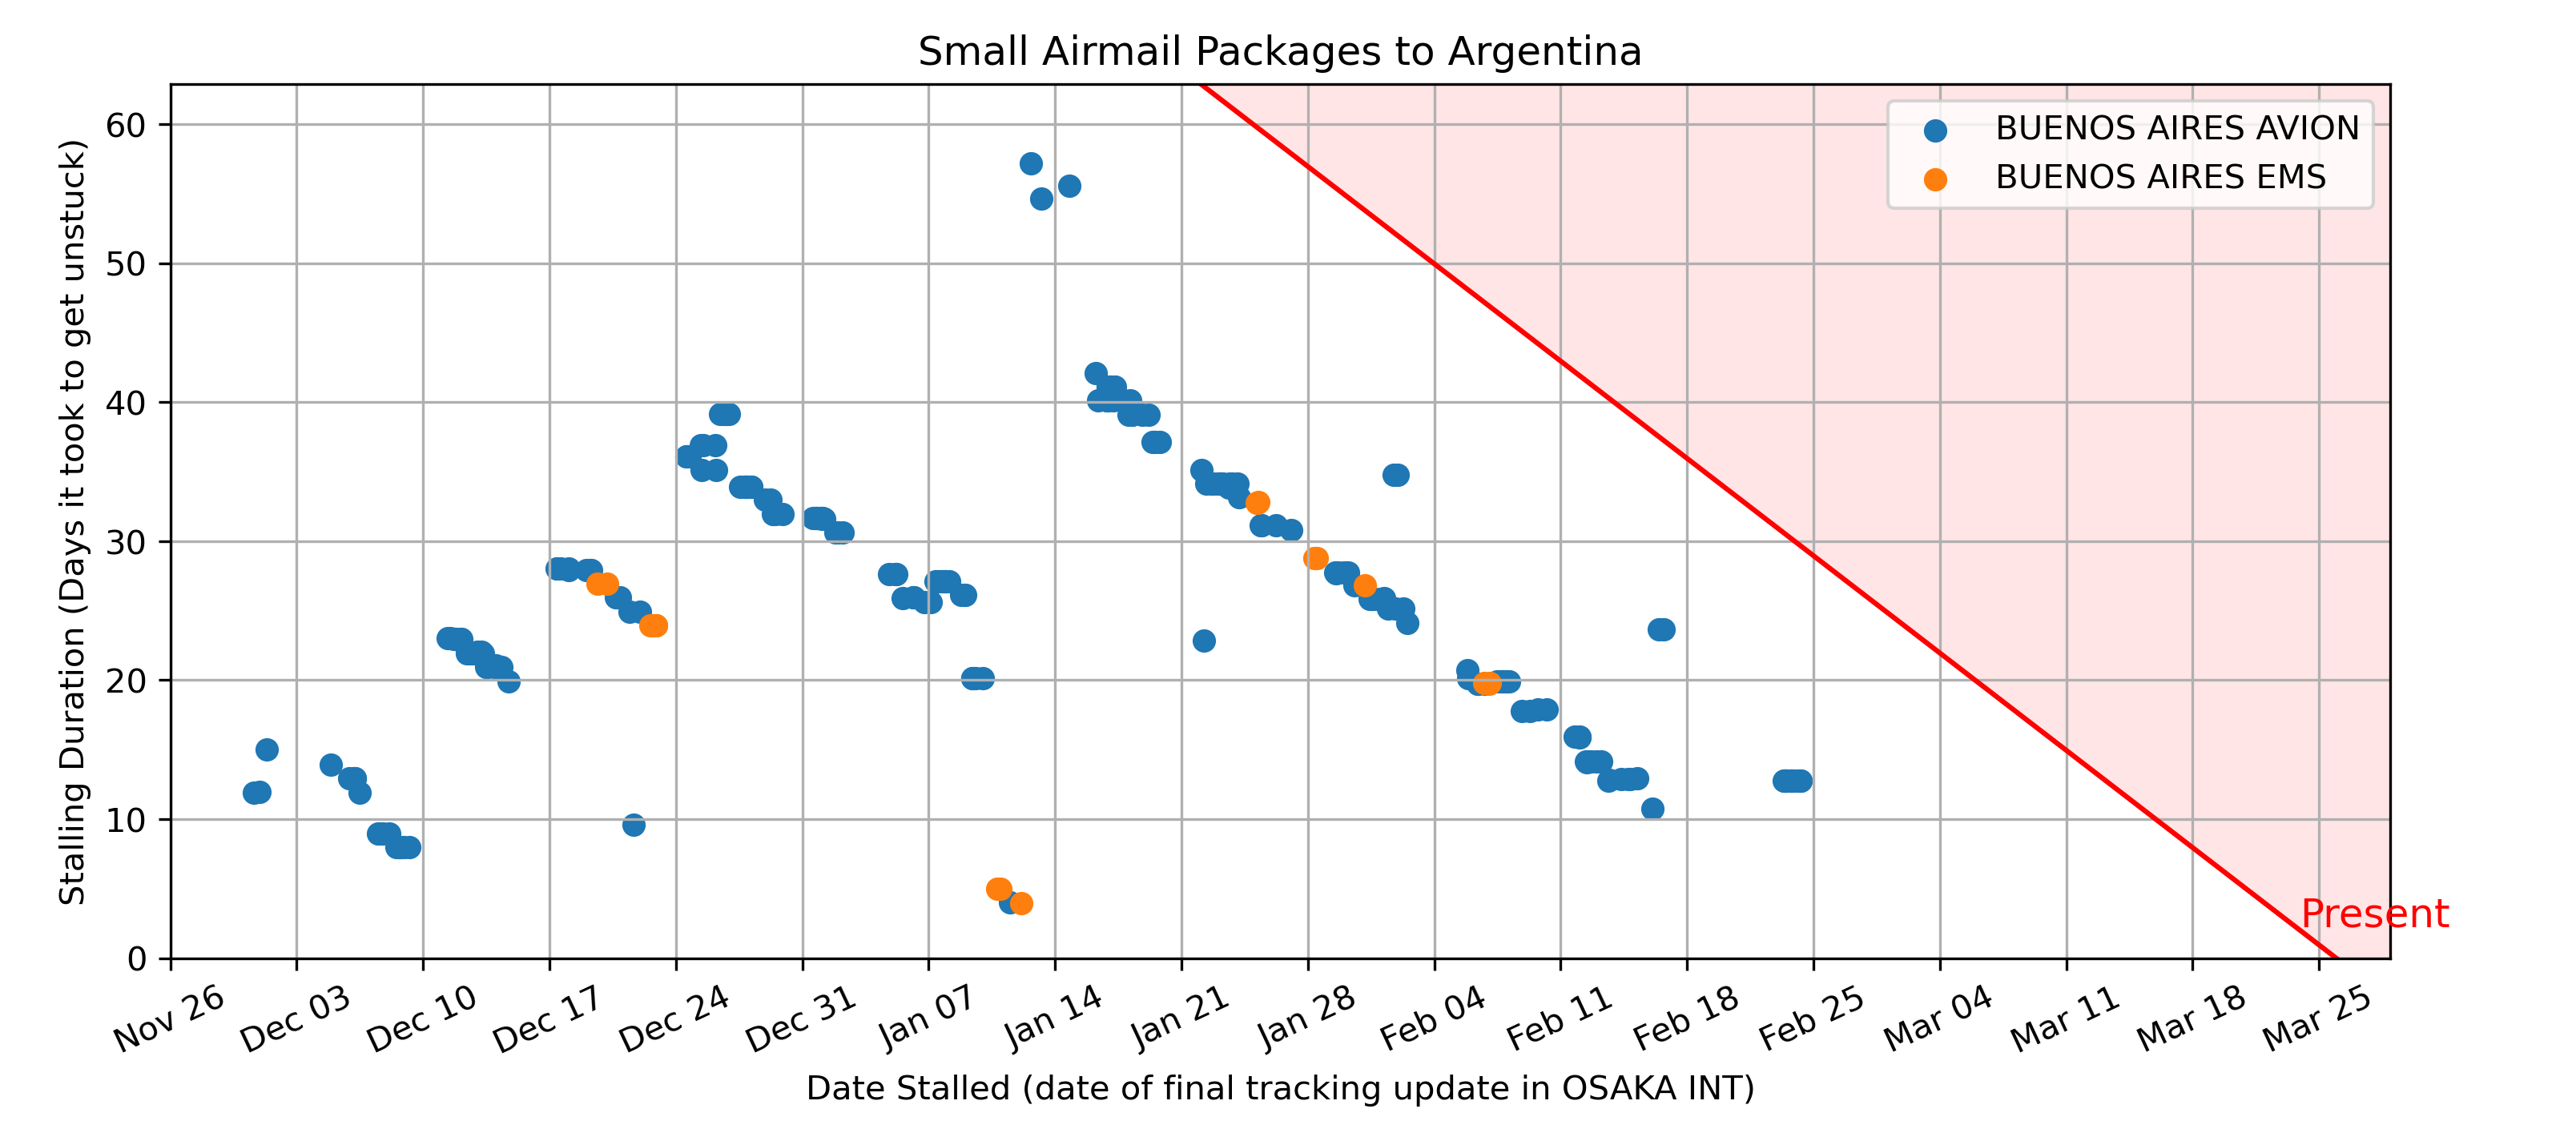 Small Airmail Packages to Argentina
BUENOS AIRES AVION
BUENOS AIRES EMS
Stalling Duration (Days it took to get unstuck)
60
50
40
30
20
10
0
Present
Nov 26
Dec 03
Dec 10
Dec 17
Dec 24
Dec 31
Jan 07
Jan 14
Jan 21
Jan 28
Feb 04
Feb 11
Feb 18
Feb 25
Mar 04
Mar 11
Mar 18
Mar 25
Date Stalled (date of final tracking update in OSAKA INT)